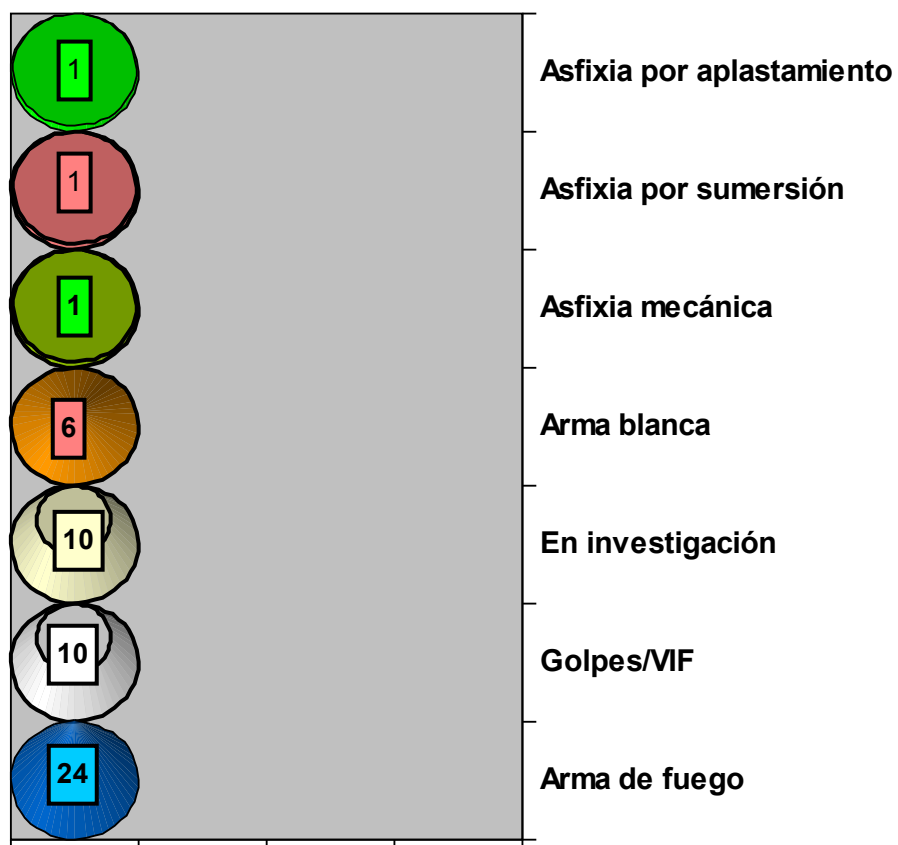 1 Asfixia por aplastamiento
1 Asfixia por sumersión
1 Asfixia mecánica
6 Arma blanca
10 En investigación
10 Golpes/VIF
24 Arma de fuego